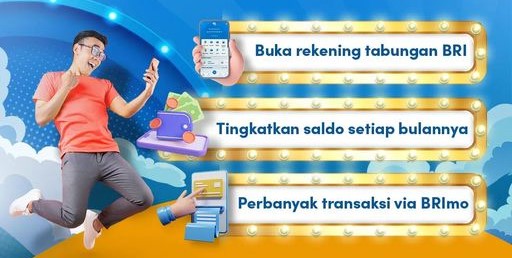 Buka rekening tabungan BRI
Tingkatkan saldo setiap bulannya
Perbanyak transaksi via BRImo